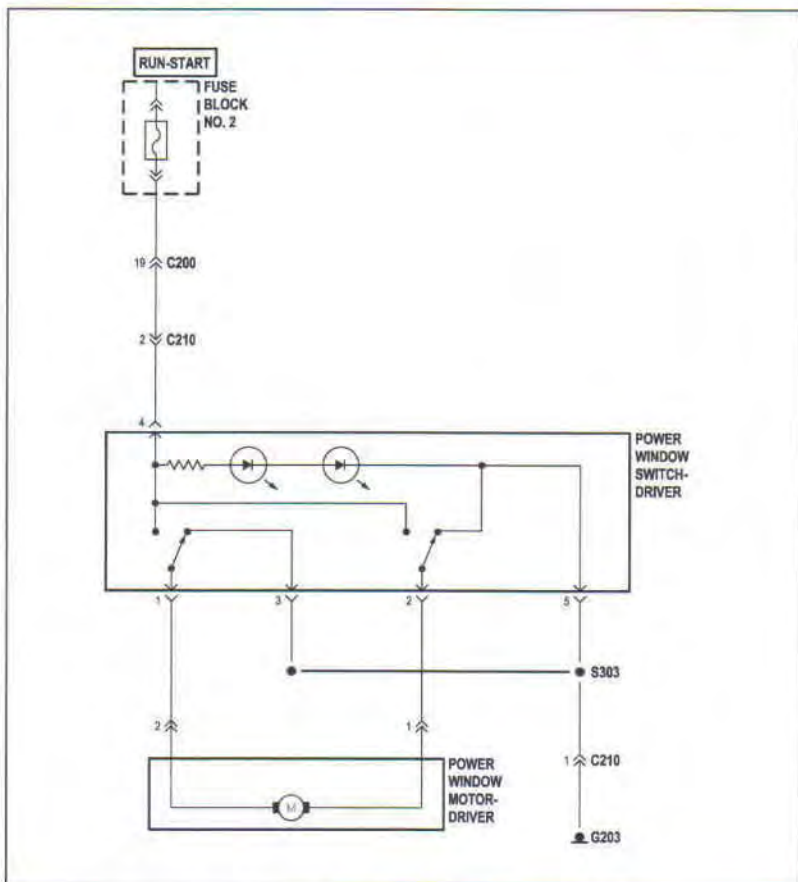 RUN-START
FUSE
BLOCK
NO. 2
19 C200
2 C210
4
POWER
WINDOW
SWITCH-
DRIVER
1 3 2 5
S303
2 1
1 C210
POWER
WINDOW
MOTOR-
DRIVER
M
G203